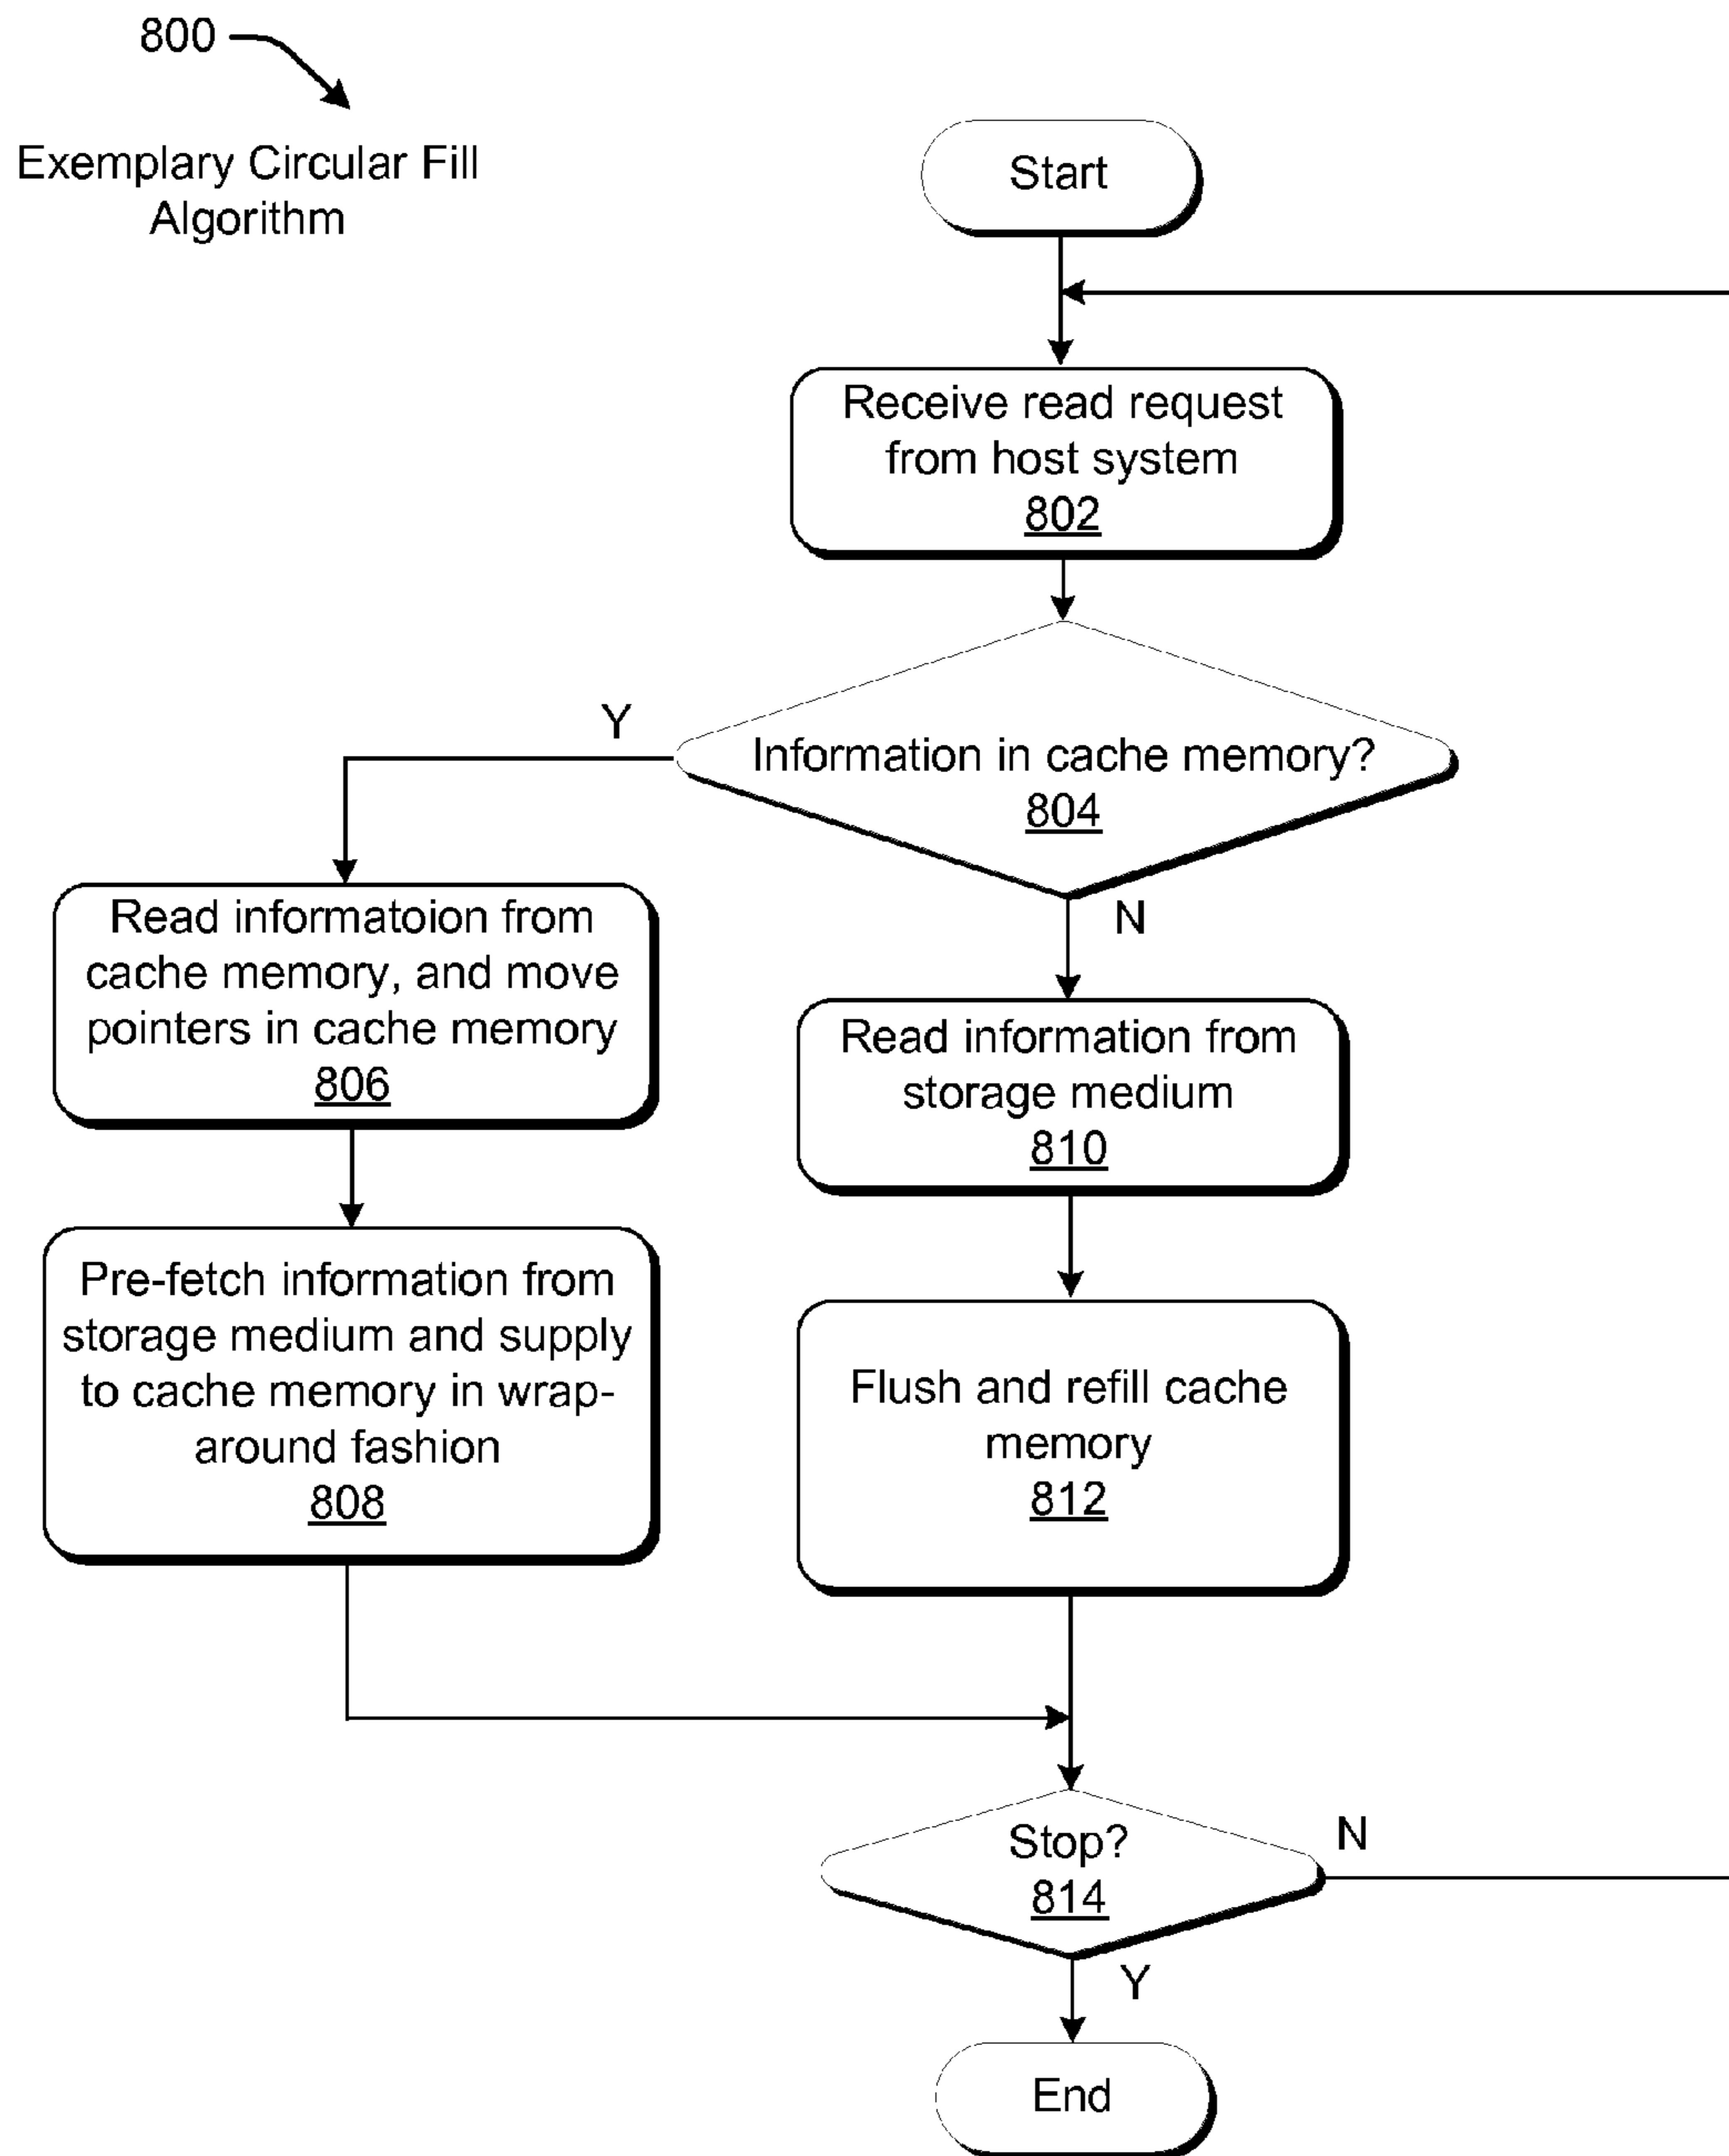 800
Exemplary Circular Fill
Algorithm
Start
Receive read request
from host system
802
Information in cache memory?
804
Y
N
Read informatoion from
cache memory, and move
pointers in cache memory
806
Read information from
storage medium
810
Pre-fetch information from
storage medium and supply
to cache memory in wrap-
around fashion
808
Flush and refill cache
memory
812
Stop?
814
N
Y
End